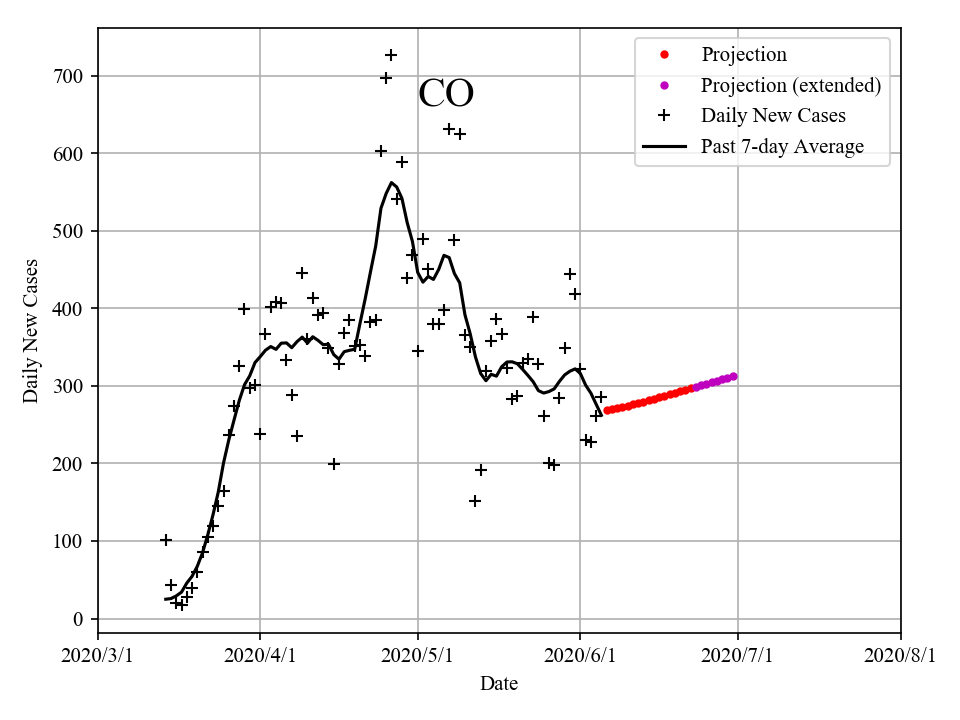 CO
Projection
Projection (extended)
Daily New Cases
Past 7-day Average
Daily New Cases
700
600
500
400
300
200
100
0
2020/3/1 2020/4/1 2020/5/1 2020/6/1 2020/7/1 2020/8/1
Date